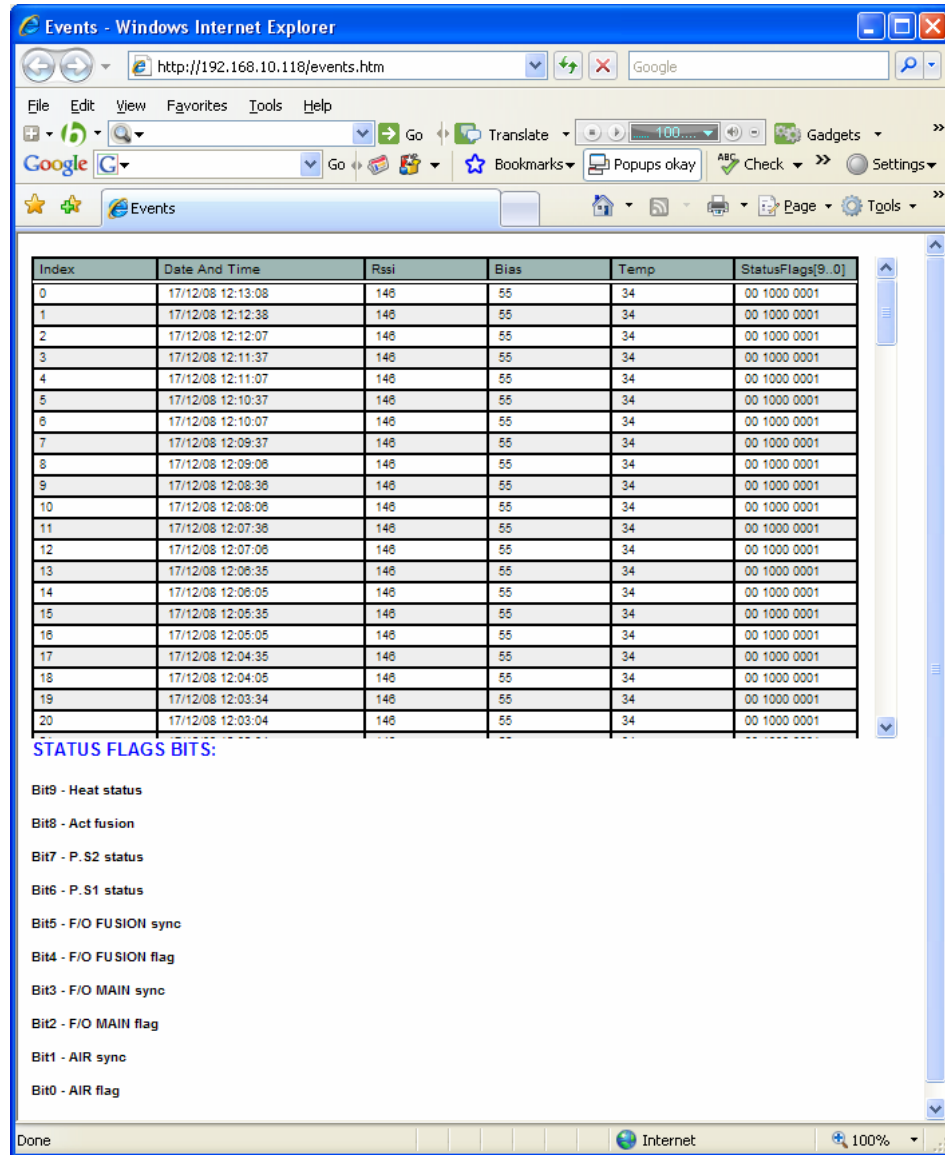 Events - Windows Internet Explorer
http://192.168.10.118/events.htm Google
File Edit View Favorites Tools Help
Go Translate 100.... Gadgets »
Google G Go Bookmarks Popups okay ABC Check » Settings
Events Page Tools »
Index Date And Time Rssi Bias Temp StatusFlags[9..0]
0 17/12/08 12:13:08 146 55 34 00 1000 0001
1 17/12/08 12:12:38 146 55 34 00 1000 0001
2 17/12/08 12:12:07 146 55 34 00 1000 0001
3 17/12/08 12:11:37 146 55 34 00 1000 0001
4 17/12/08 12:11:07 146 55 34 00 1000 0001
5 17/12/08 12:10:37 146 55 34 00 1000 0001
6 17/12/08 12:10:07 146 55 34 00 1000 0001
7 17/12/08 12:09:37 146 55 34 00 1000 0001
8 17/12/08 12:09:06 146 55 34 00 1000 0001
9 17/12/08 12:08:36 146 55 34 00 1000 0001
10 17/12/08 12:08:06 146 55 34 00 1000 0001
11 17/12/08 12:07:36 146 55 34 00 1000 0001
12 17/12/08 12:07:06 146 55 34 00 1000 0001
13 17/12/08 12:06:35 146 55 34 00 1000 0001
14 17/12/08 12:06:05 146 55 34 00 1000 0001
15 17/12/08 12:05:35 146 55 34 00 1000 0001
16 17/12/08 12:05:05 146 55 34 00 1000 0001
17 17/12/08 12:04:35 146 55 34 00 1000 0001
18 17/12/08 12:04:05 146 55 34 00 1000 0001
19 17/12/08 12:03:34 146 55 34 00 1000 0001
20 17/12/08 12:03:04 146 55 34 00 1000 0001
STATUS FLAGS BITS:
Bit9 - Heat status
Bit8 - Act fusion
Bit7 - P.S2 status
Bit6 - P.S1 status
Bit5 - F/O FUSION sync
Bit4 - F/O FUSION flag
Bit3 - F/O MAIN sync
Bit2 - F/O MAIN flag
Bit1 - AIR sync
Bit0 - AIR flag
Done Internet 100%